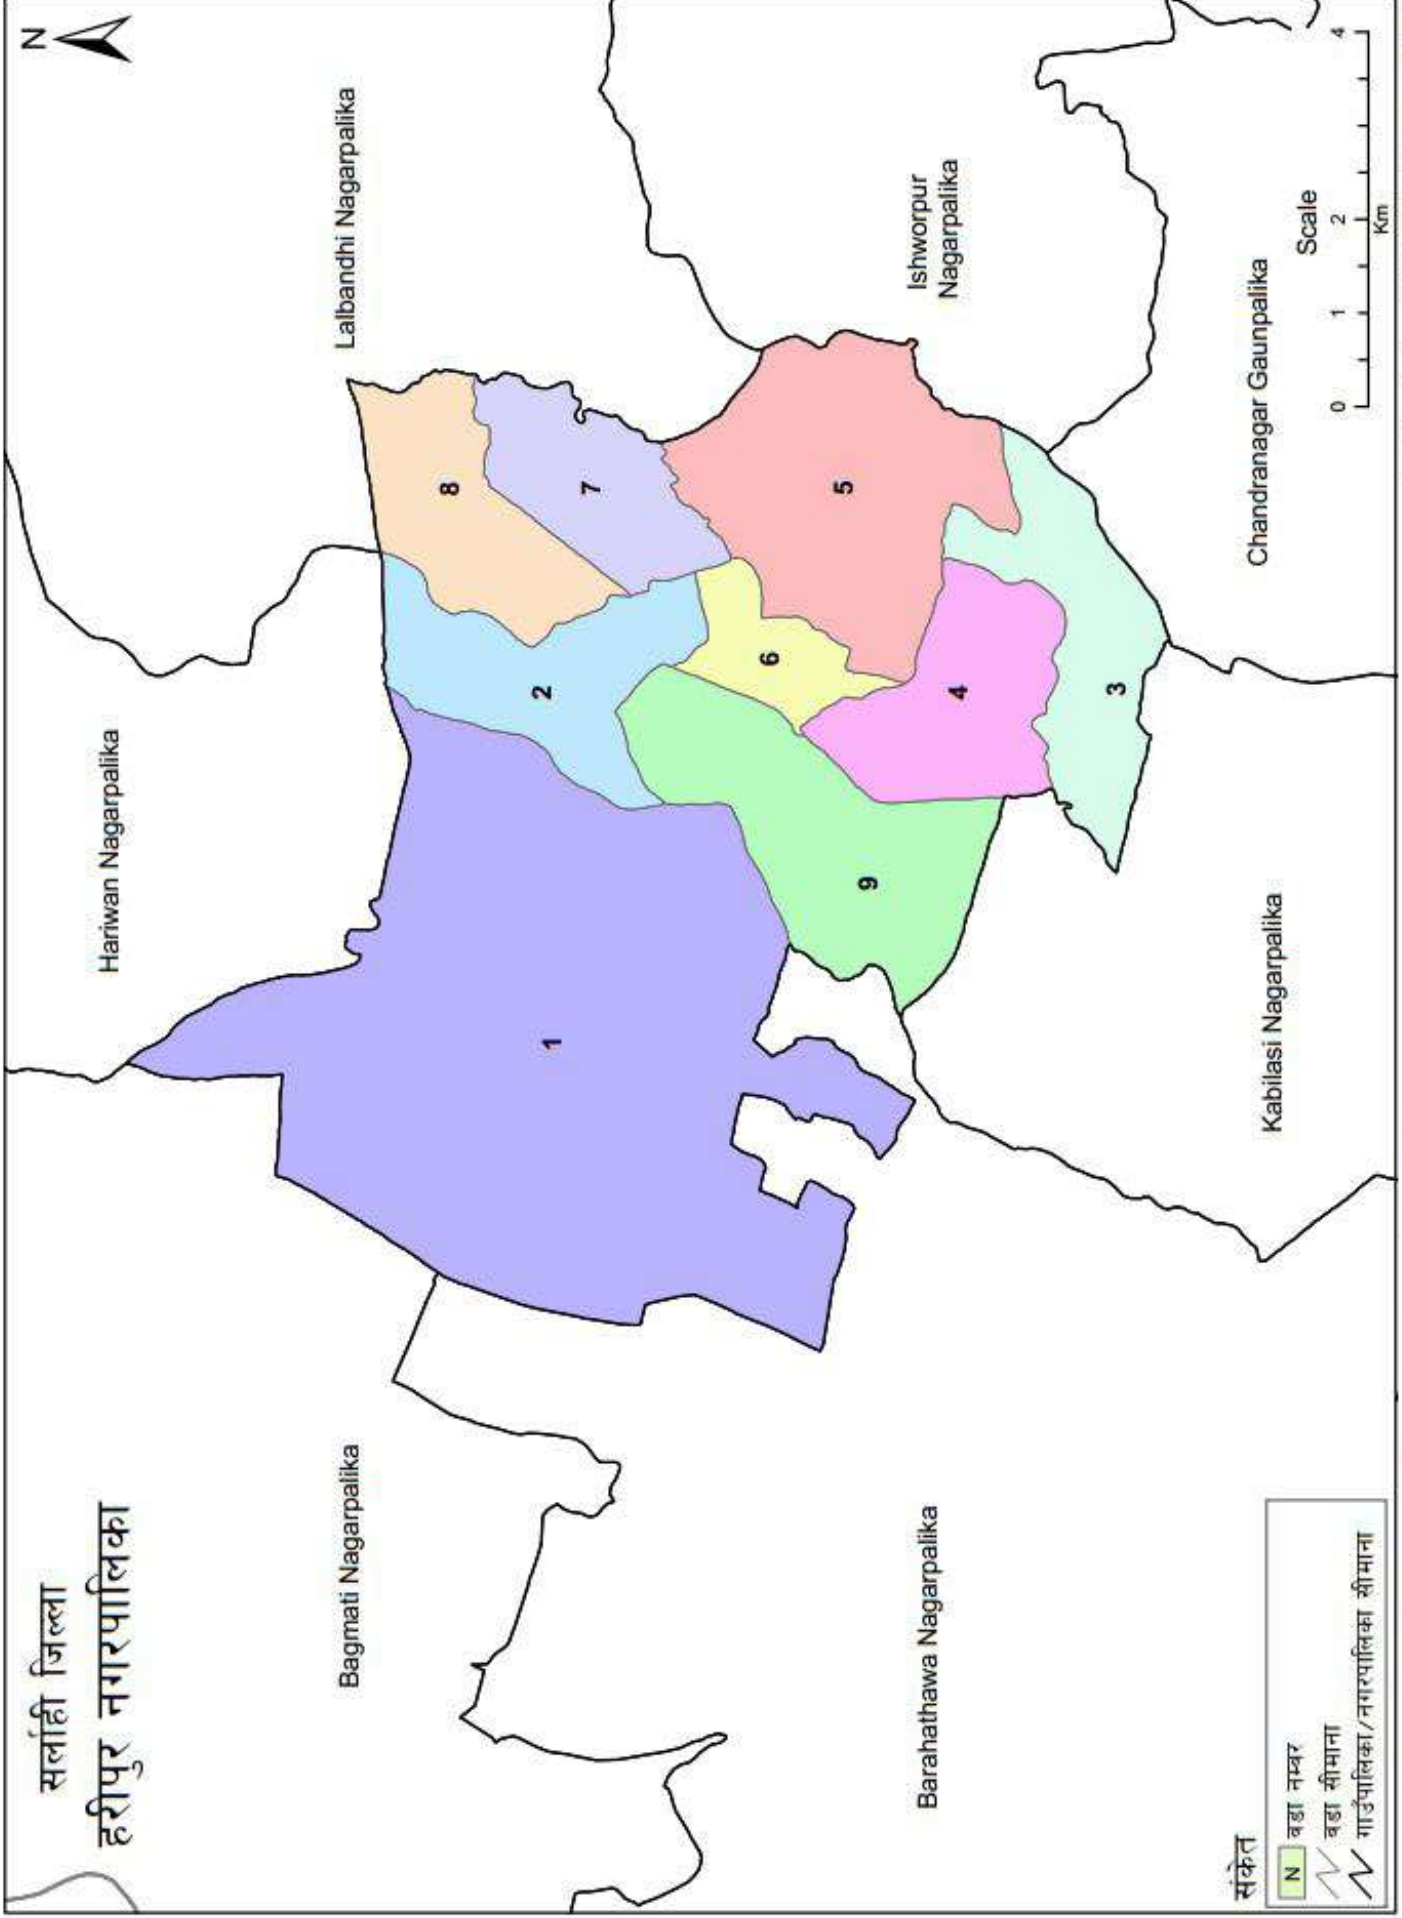 सर्लाही जिल्ला
हरीपुर नगरपालिका
N
Hariwan Nagarpalika
Lalbandhi Nagarpalika
Bagmati Nagarpalika
8
7
2
1
5
6
9
4
3
Ishworpur
Nagarpalika
Barahathawa Nagarpalika
Kabilasi Nagarpalika
Chandranagar Gaunpalika
संकेत
N वडा नम्बर
वडा सीमाना
गाउँपालिका/नगरपालिका सीमाना
Scale
0 1 2 4
Km